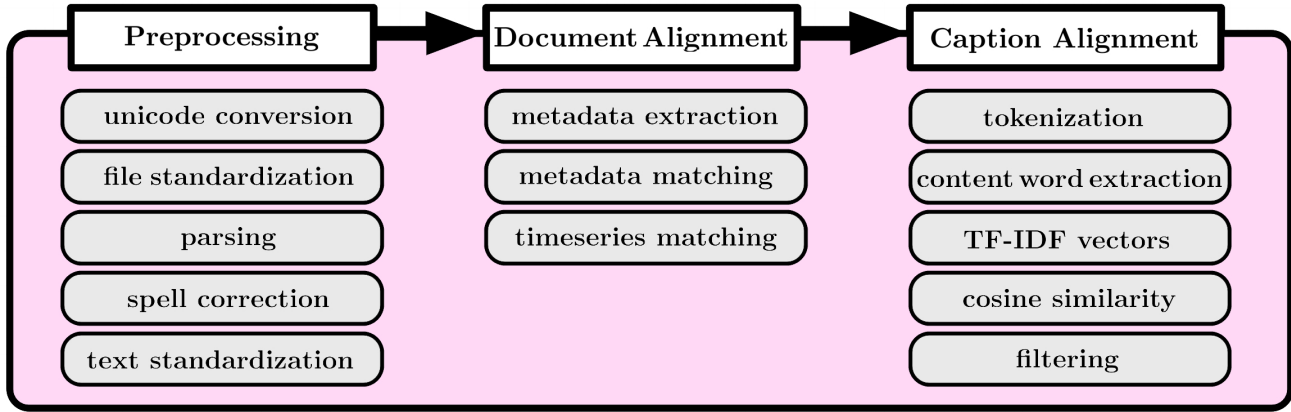 Preprocessing
unicode conversion
file standardization
parsing
spell correction
text standardization
Document Alignment
metadata extraction
metadata matching
timeseries matching
Caption Alignment
tokenization
content word extraction
TF-IDF vectors
cosine similarity
filtering